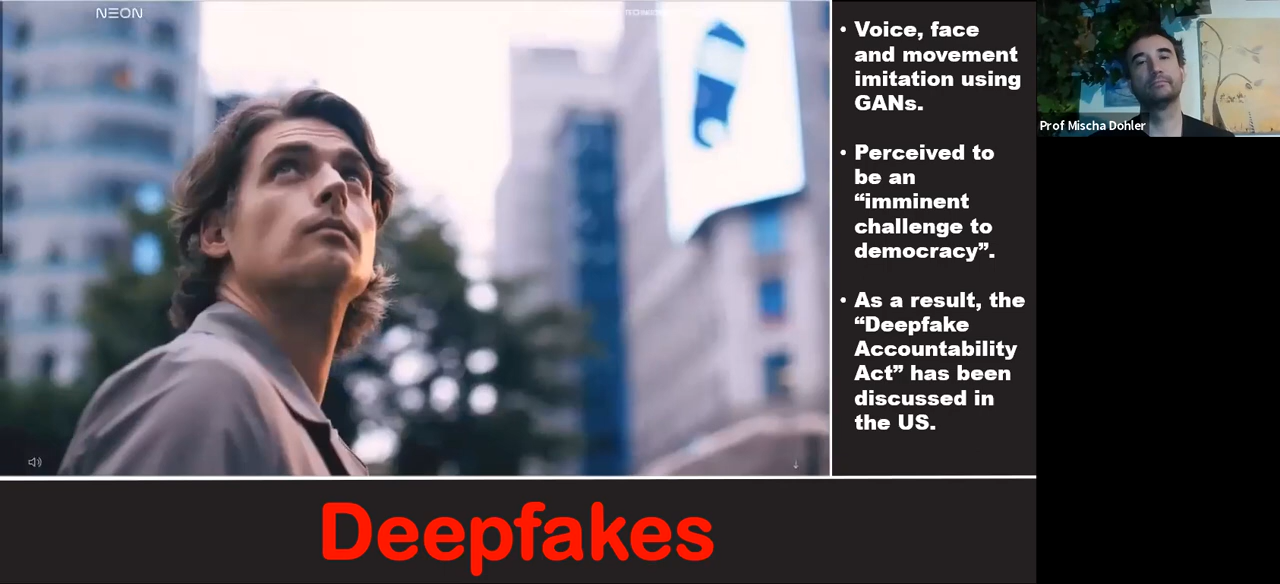 NEON
• Voice, face
and movement
imitation using
GANs.
• Perceived to
be an
“imminent
challenge to
democracy”.
• As a result, the
“Deepfake
Accountability
Act” has been
discussed in
the US.
Prof Mischa Dohler
Deepfakes